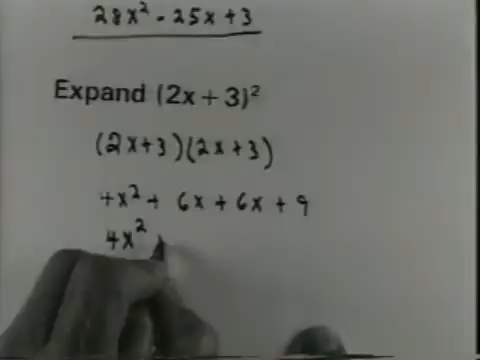 28x² - 25x + 3
Expand (2x + 3)²
(2x+3)(2x+3)
4x² + 6x + 6x + 9
4x²